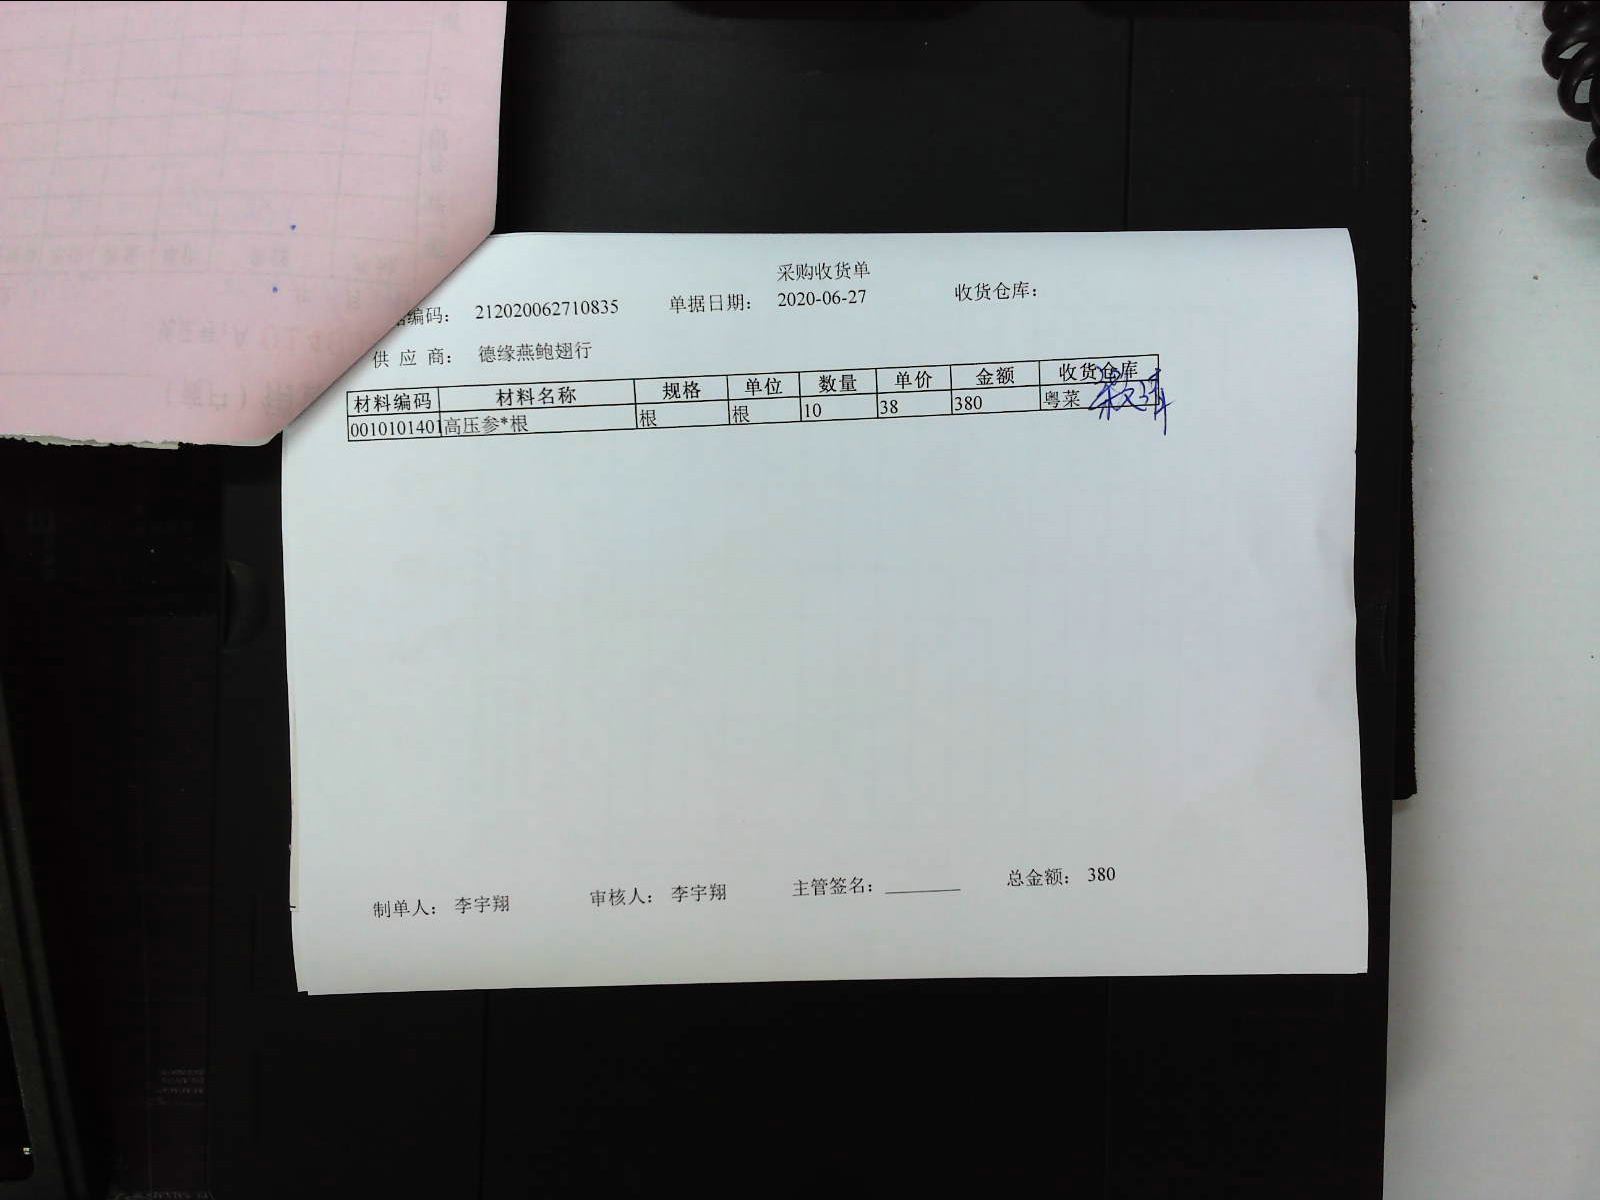 采购收货单
据编码： 212020062710835 单据日期： 2020-06-27 收货仓库：
供 应 商： 德缘燕鲍翅行
材料编码 材料名称 规格 单位 数量 单价 金额 收货仓库
0010101401 高压参*根 根 根 10 38 380 粤菜
制单人： 李宇翔 审核人： 李宇翔 主管签名： 总金额： 380